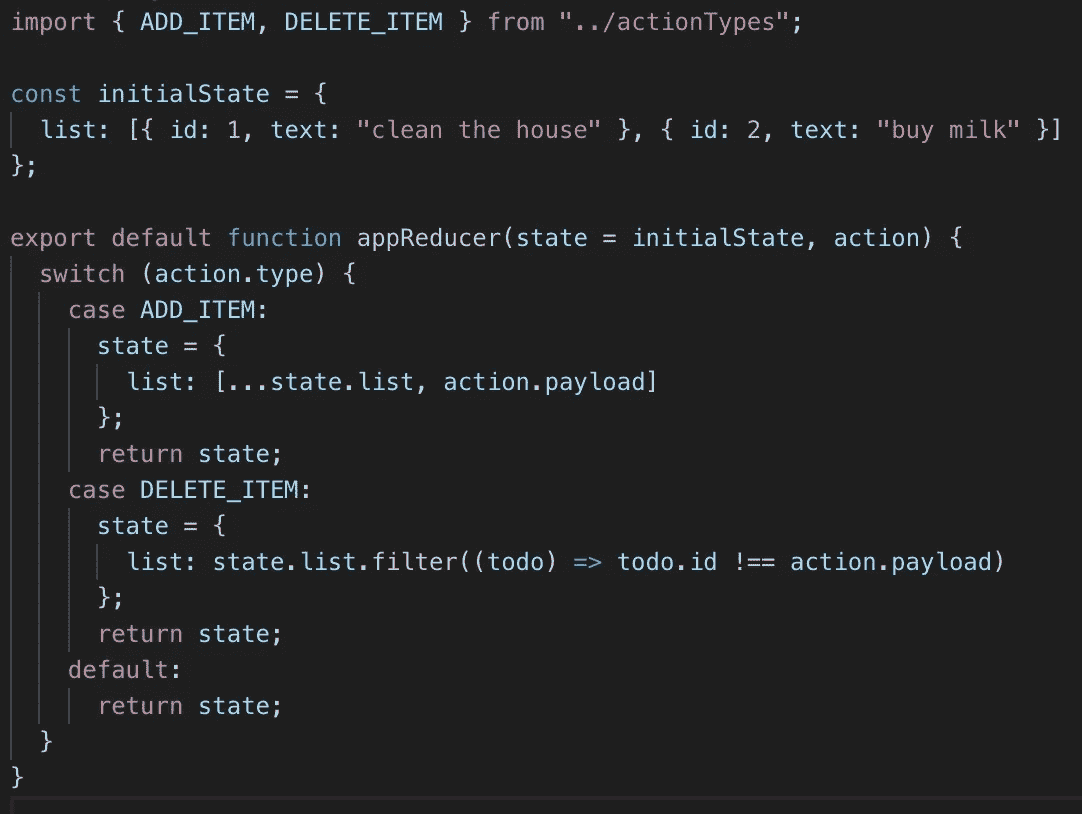 import { ADD_ITEM, DELETE_ITEM } from "../actionTypes";

const initialState = {
  list: [{ id: 1, text: "clean the house" }, { id: 2, text: "buy milk" }]
};

export default function appReducer(state = initialState, action) {
  switch (action.type) {
    case ADD_ITEM:
      state = {
        list: [...state.list, action.payload]
      };
      return state;
    case DELETE_ITEM:
      state = {
        list: state.list.filter((todo) => todo.id !== action.payload)
      };
      return state;
    default:
      return state;
  }
}